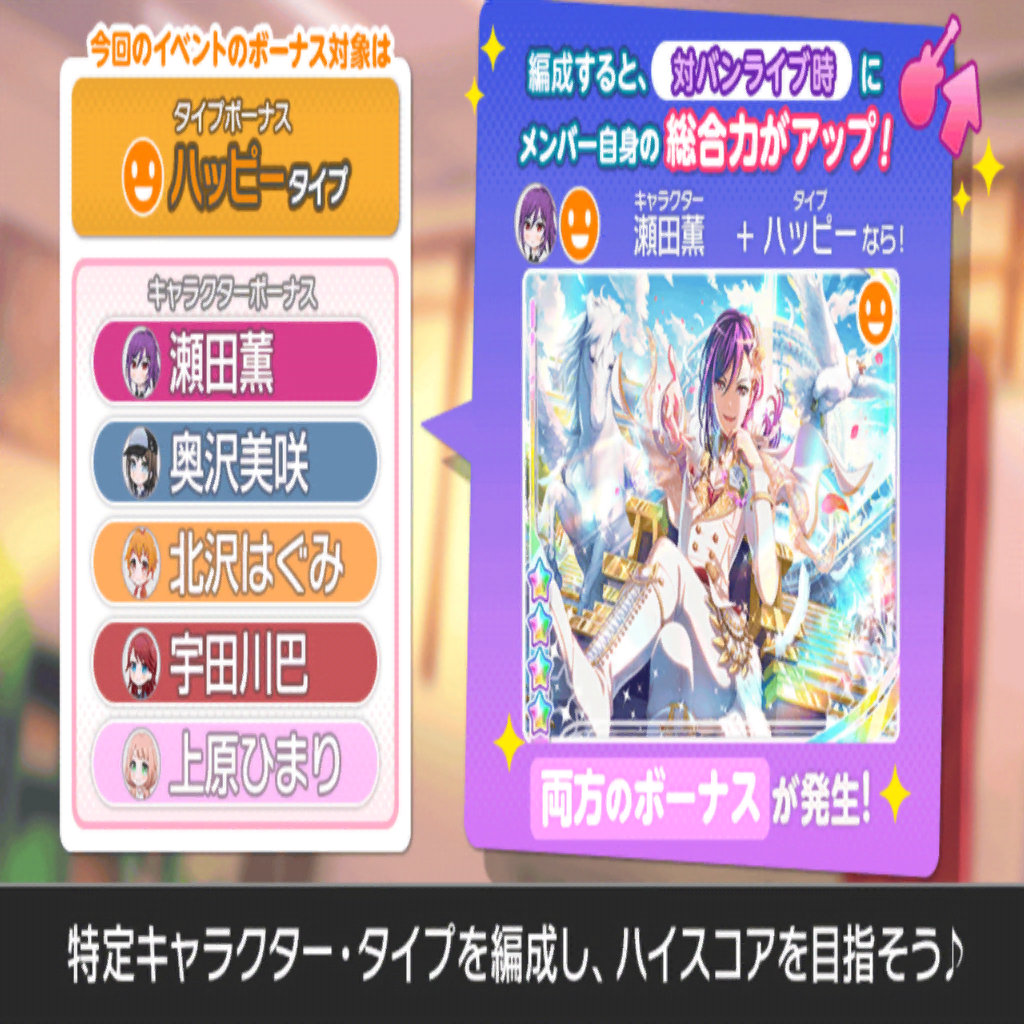 今回のイベントのボーナス対象は
タイプボーナス
ハッピータイプ
キャラクターボーナス
瀬田薫
奥沢美咲
北沢はぐみ
宇田川巴
上原ひまり
編成すると、対バンライブ時に
メンバー自身の総合力がアップ!
キャラクター タイプ
瀬田薫 + ハッピーなら!
両方のボーナスが発生!
特定キャラクター・タイプを編成し、ハイスコアを目指そう♪